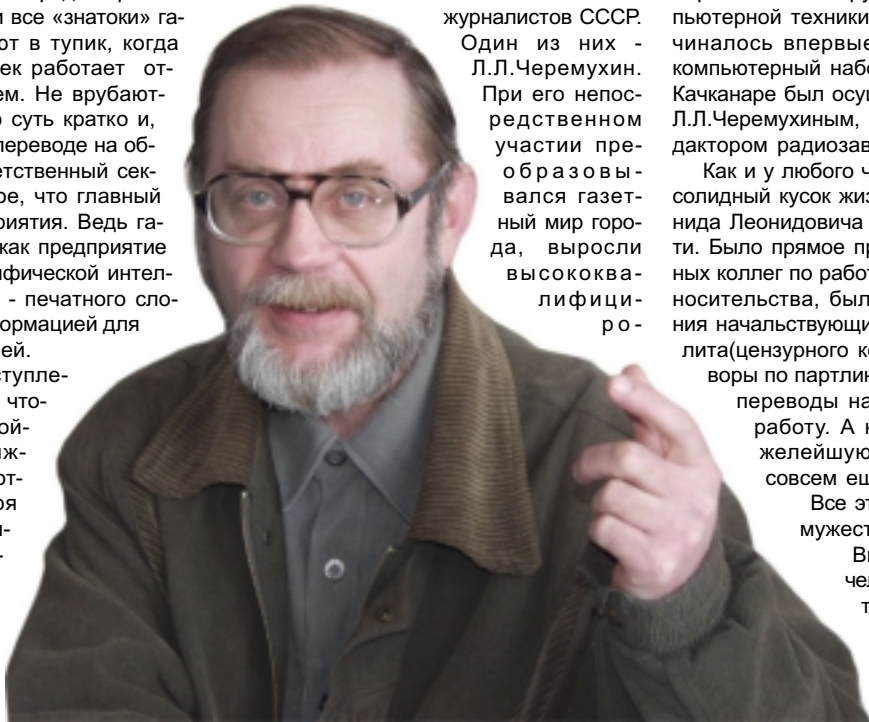 и все «знатоки» га-
ют в тупик, когда
ек работает от-
ем. Не врубают-
о суть кратко и,
переводе на об-
етственный сек-
ое, что главный
риятия. Ведь га-
как предприятие
ифической интел-
- печатного сло-
ормацией для
ей.
ступле-
что-
ой-
иж-
от-
оя
журналистов СССР.
Один из них -
Л.Л.Черемухин.
При его непос-
редственном
участии пре-
образовы-
вался газет-
ный мир горо-
да, выросли
высококва-
лифици-
ро-
пьютерной техники
чиналось впервые
компьютерный набо
Качканаре был осущ
Л.Л.Черемухиным,
дактором радиозав
Как и у любого ч
солидный кусок жиз
нида Леонидовича
ти. Было прямое пр
ных коллег по работ
носительства, был
ния начальствующи
лита(цензурного к
воры по партлин
переводы на
работу. А н
желейшую
совсем ещ
Все эт
мужест
В
чел
т